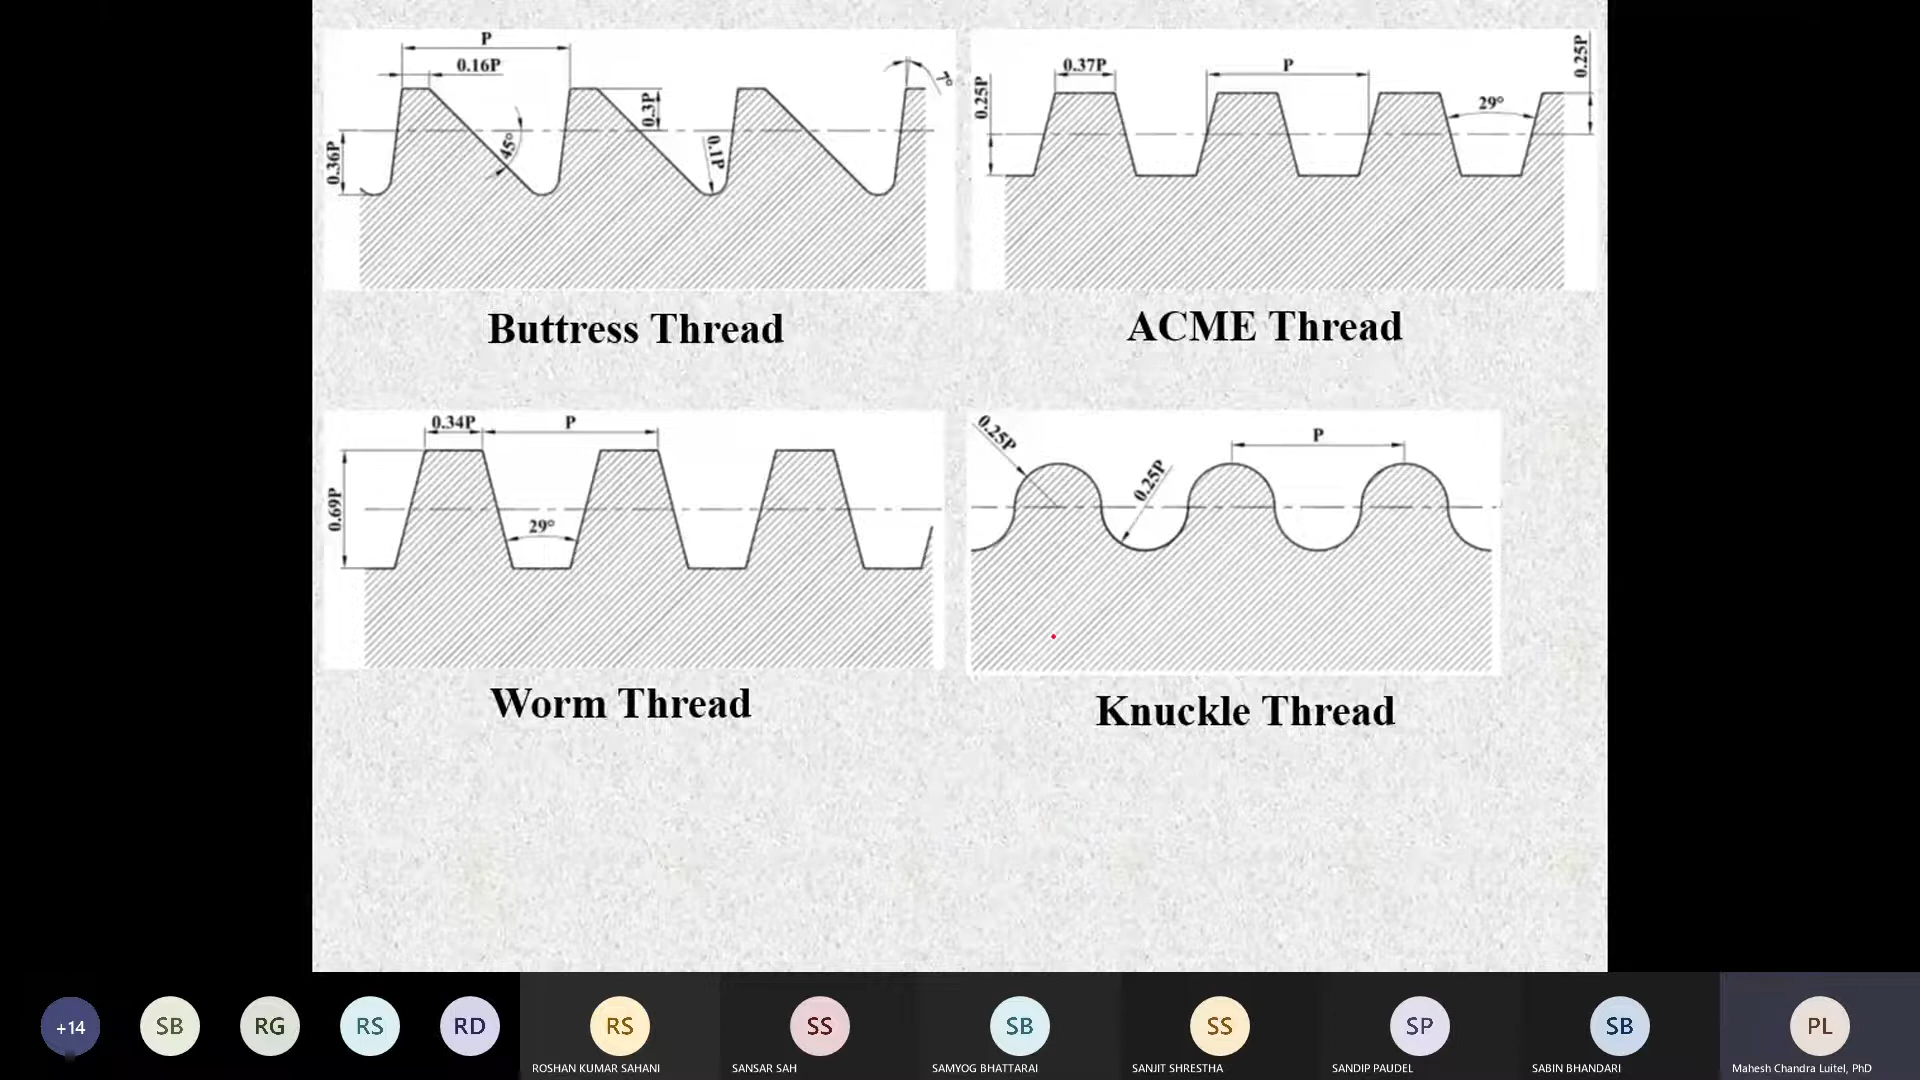 P
0.16P
0.3P
7°
45°
0.1P
0.36P
Buttress Thread
0.37P
P
0.25P
0.25P
29°
ACME Thread
0.34P
P
0.69P
29°
Worm Thread
0.25P
P
0.25P
Knuckle Thread
+14
SB
RG
RS
RD
RS
ROSHAN KUMAR SAHANI
SS
SANSAR SAH
SB
SAMYOG BHATTARAI
SS
SANJIT SHRESTHA
SP
SANDIP PAUDEL
SB
SABIN BHANDARI
PL
Mahesh Chandra Luitel, PhD